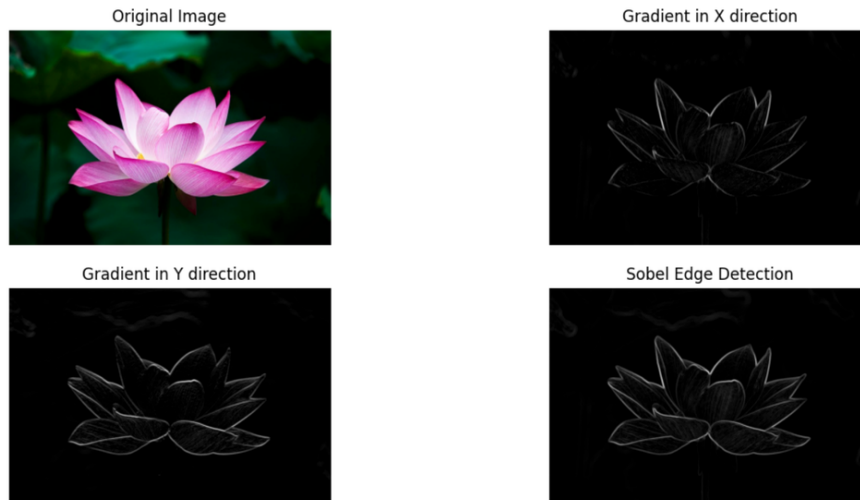 Original Image
Gradient in X direction
Gradient in Y direction
Sobel Edge Detection